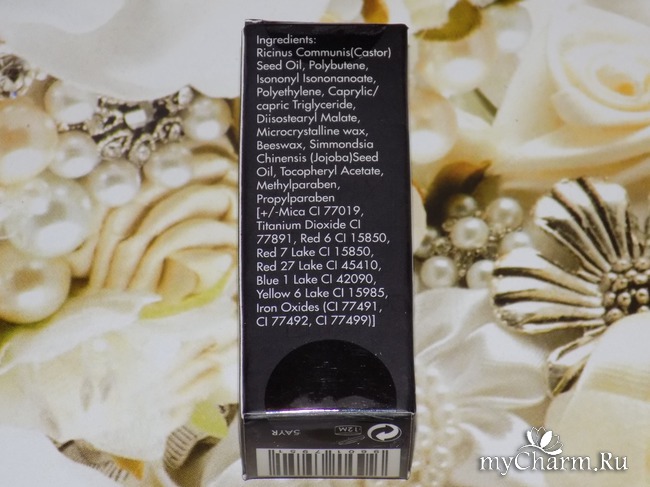 Ingredients:
Ricinus Communis(Castor)
Seed Oil, Polybutene,
Isononyl Isononanoate,
Polyethylene, Caprylic/
capric Triglyceride,
Diisostearyl Malate,
Microcrystalline wax,
Beeswax, Simmondsia
Chinensis (Jojoba)Seed
Oil, Tocopheryl Acetate,
Methylparaben,
Propylparaben
[+/-Mica CI 77019,
Titanium Dioxide CI
77891, Red 6 CI 15850,
Red 7 Lake CI 15850,
Red 27 Lake CI 45410,
Blue 1 Lake CI 42090,
Yellow 6 Lake CI 15985,
Iron Oxides (CI 77491,
CI 77492, CI 77499)]
12M
5AYR
myCharm.Ru